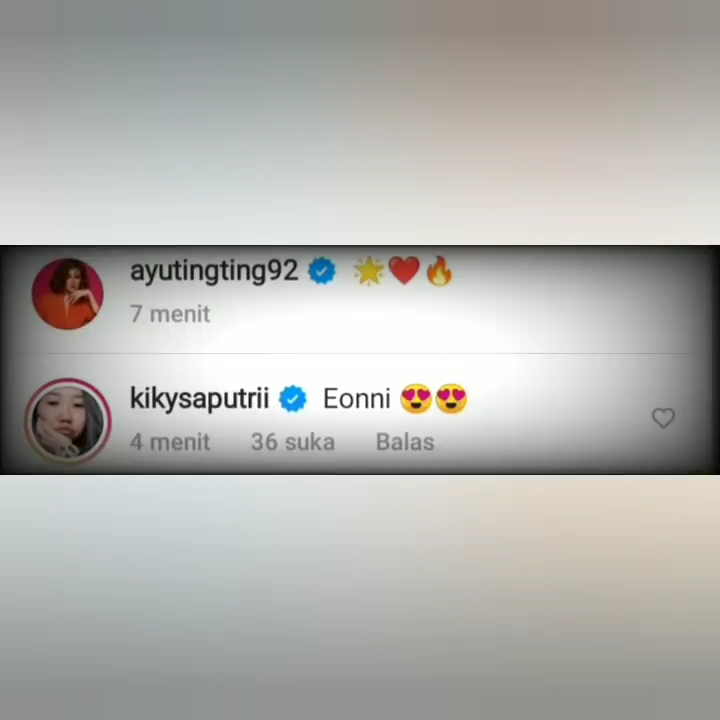 ayutingting92 🌟❤️🔥
7 menit
kikysaputrii Eonni 😍😍
4 menit 36 suka Balas